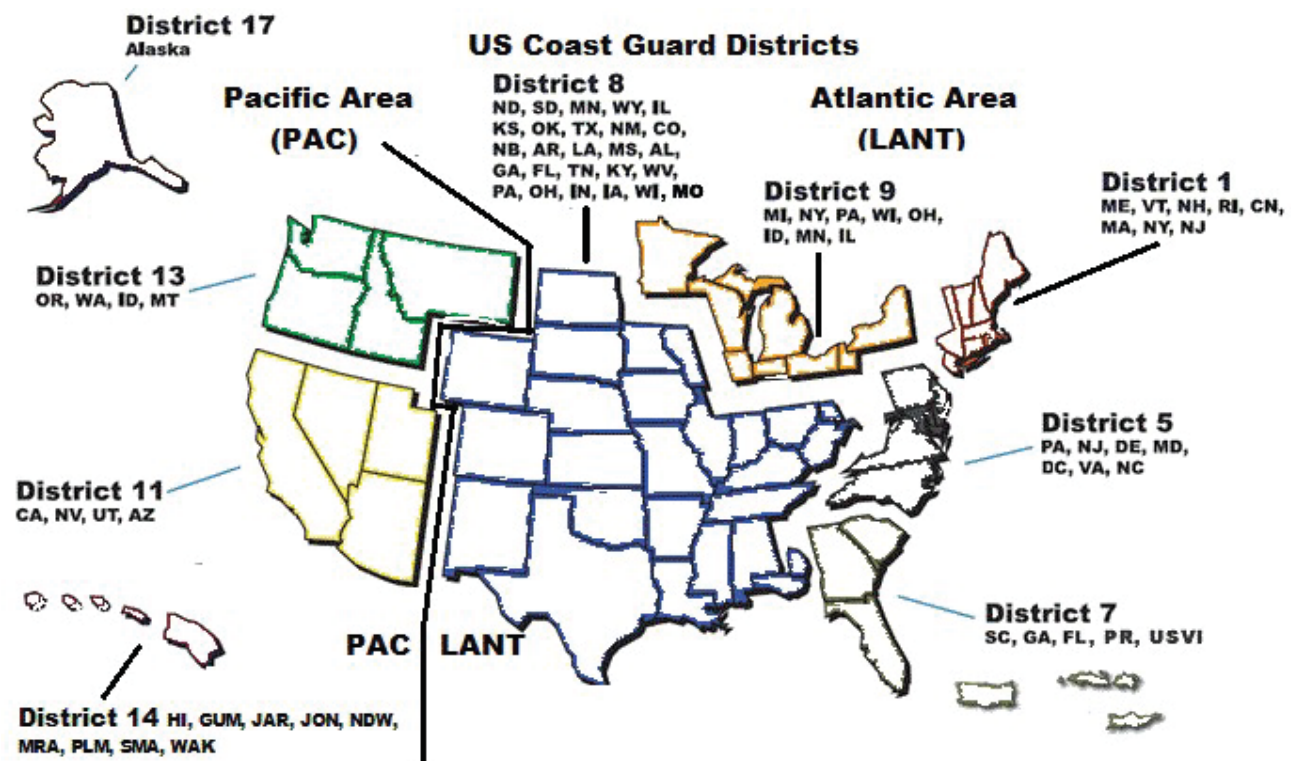 District 17
Alaska
US Coast Guard Districts
Pacific Area
(PAC)
District 8
ND, SD, MN, WY, IL
KS, OK, TX, NM, CO,
NB, AR, LA, MS, AL,
GA, FL, TN, KY, WV,
PA, OH, IN, IA, WI, MO
Atlantic Area
(LANT)
District 9
MI, NY, PA, WI, OH,
ID, MN, IL
District 1
ME, VT, NH, RI, CN,
MA, NY, NJ
District 13
OR, WA, ID, MT
District 5
PA, NJ, DE, MD,
DC, VA, NC
District 11
CA, NV, UT, AZ
District 7
SC, GA, FL, PR, USVI
PAC LANT
District 14 HI, GUM, JAR, JON, NDW,
MRA, PLM, SMA, WAK